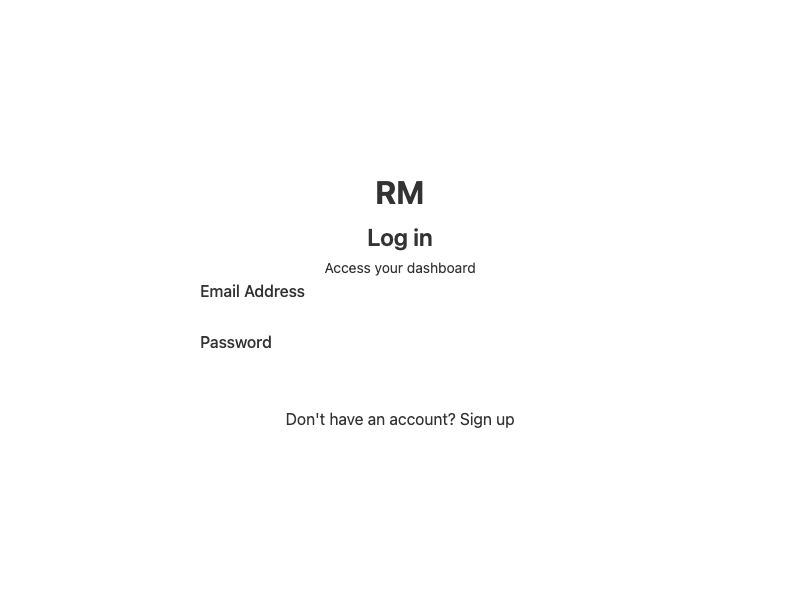 RM
Log in
Access your dashboard
Email Address
Password
Don't have an account? Sign up